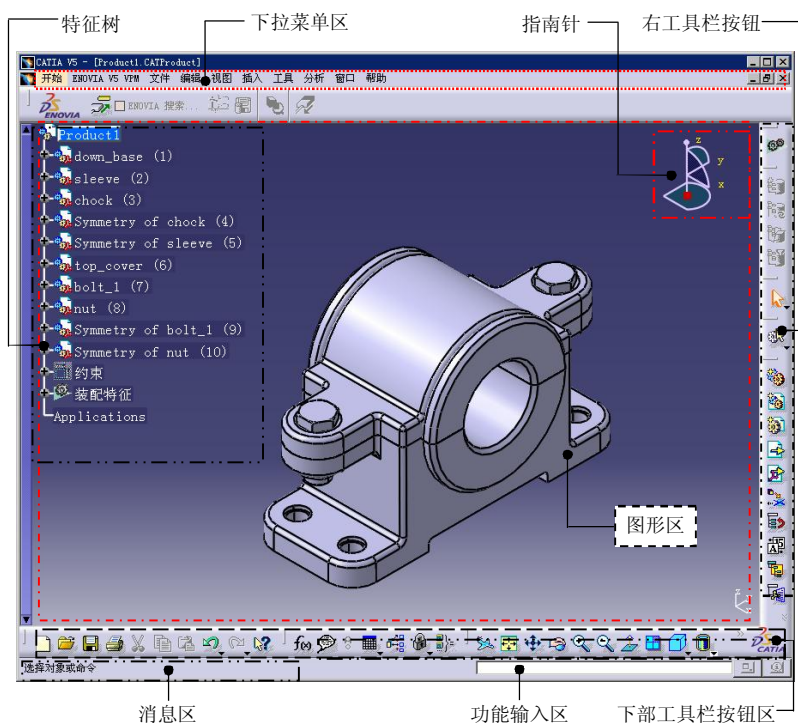 特征树
下拉菜单区
指南针
右工具栏按钮
CATIA V5 - [Product1.CATProduct]
开始 ENOVIA V5 VPM 文件 编辑 视图 插入 工具 分析 窗口 帮助
ENOVIA
ENOVIA 搜索...
Product1
z
y
x
down_base (1)
sleeve (2)
chock (3)
Symmetry of chock (4)
Symmetry of sleeve (5)
top_cover (6)
bolt_1 (7)
nut (8)
Symmetry of bolt_1 (9)
Symmetry of nut (10)
约束
装配特征
Applications
图形区
f(x)
CATIA
选择对象或命令
消息区
功能输入区
下部工具栏按钮区